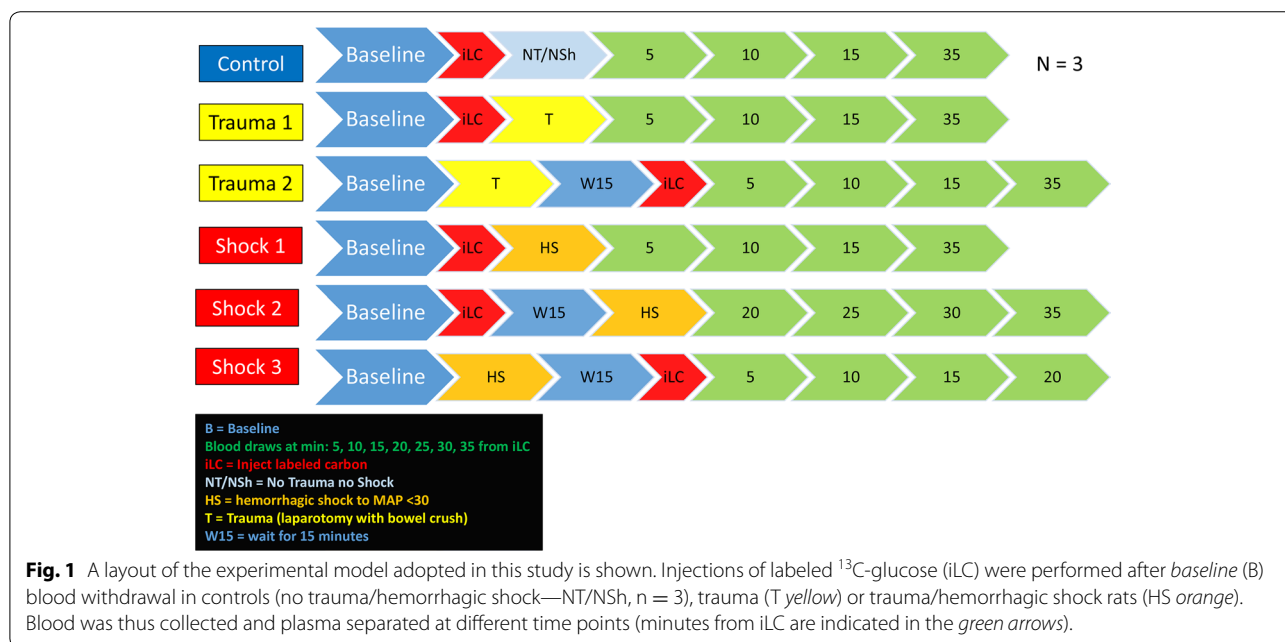 Control Baseline iLC NT/NSh 5 10 15 35 N = 3
Trauma 1 Baseline iLC T 5 10 15 35
Trauma 2 Baseline T W15 iLC 5 10 15 35
Shock 1 Baseline iLC HS 5 10 15 35
Shock 2 Baseline iLC W15 HS 20 25 30 35
Shock 3 Baseline HS W15 iLC 5 10 15 20
B = Baseline
Blood draws at min: 5, 10, 15, 20, 25, 30, 35 from iLC
iLC = Inject labeled carbon
NT/NSh = No Trauma no Shock
HS = hemorrhagic shock to MAP <30
T = Trauma (laparotomy with bowel crush)
W15 = wait for 15 minutes
Fig. 1 A layout of the experimental model adopted in this study is shown. Injections of labeled ¹³C-glucose (iLC) were performed after baseline (B)
blood withdrawal in controls (no trauma/hemorrhagic shock—NT/NSh, n = 3), trauma (T yellow) or trauma/hemorrhagic shock rats (HS orange).
Blood was thus collected and plasma separated at different time points (minutes from iLC are indicated in the green arrows).